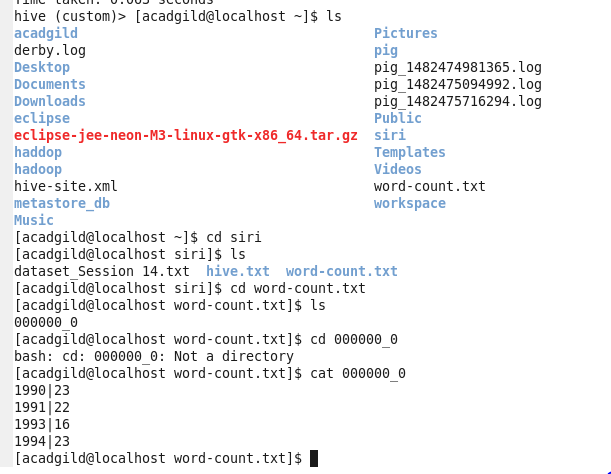 Time taken: 0.065 seconds
hive (custom)> [acadgild@localhost ~]$ ls
acadgild Pictures
derby.log pig
Desktop pig_1482474981365.log
Documents pig_1482475094992.log
Downloads pig_1482475716294.log
eclipse Public
eclipse-jee-neon-M3-linux-gtk-x86_64.tar.gz siri
haddop Templates
hadoop Videos
hive-site.xml word-count.txt
metastore_db workspace
Music
[acadgild@localhost ~]$ cd siri
[acadgild@localhost siri]$ ls
dataset_Session 14.txt hive.txt word-count.txt
[acadgild@localhost siri]$ cd word-count.txt
[acadgild@localhost word-count.txt]$ ls
000000_0
[acadgild@localhost word-count.txt]$ cd 000000_0
bash: cd: 000000_0: Not a directory
[acadgild@localhost word-count.txt]$ cat 000000_0
1990|23
1991|22
1993|16
1994|23
[acadgild@localhost word-count.txt]$